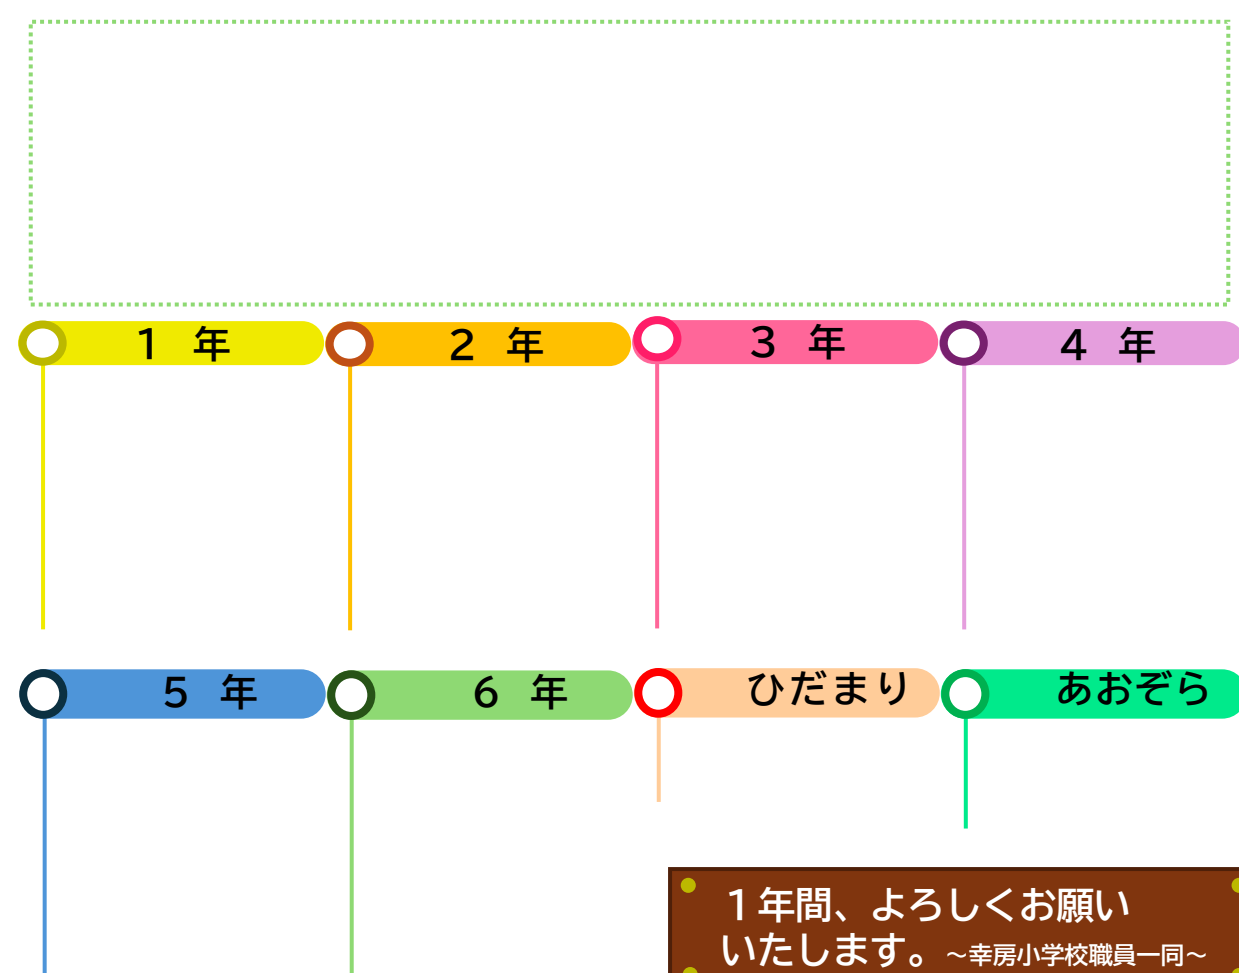 １年
２年
３年
４年
５年
６年
ひだまり
あおぞら
１年間、よろしくお願い
いたします。～幸房小学校職員一同～